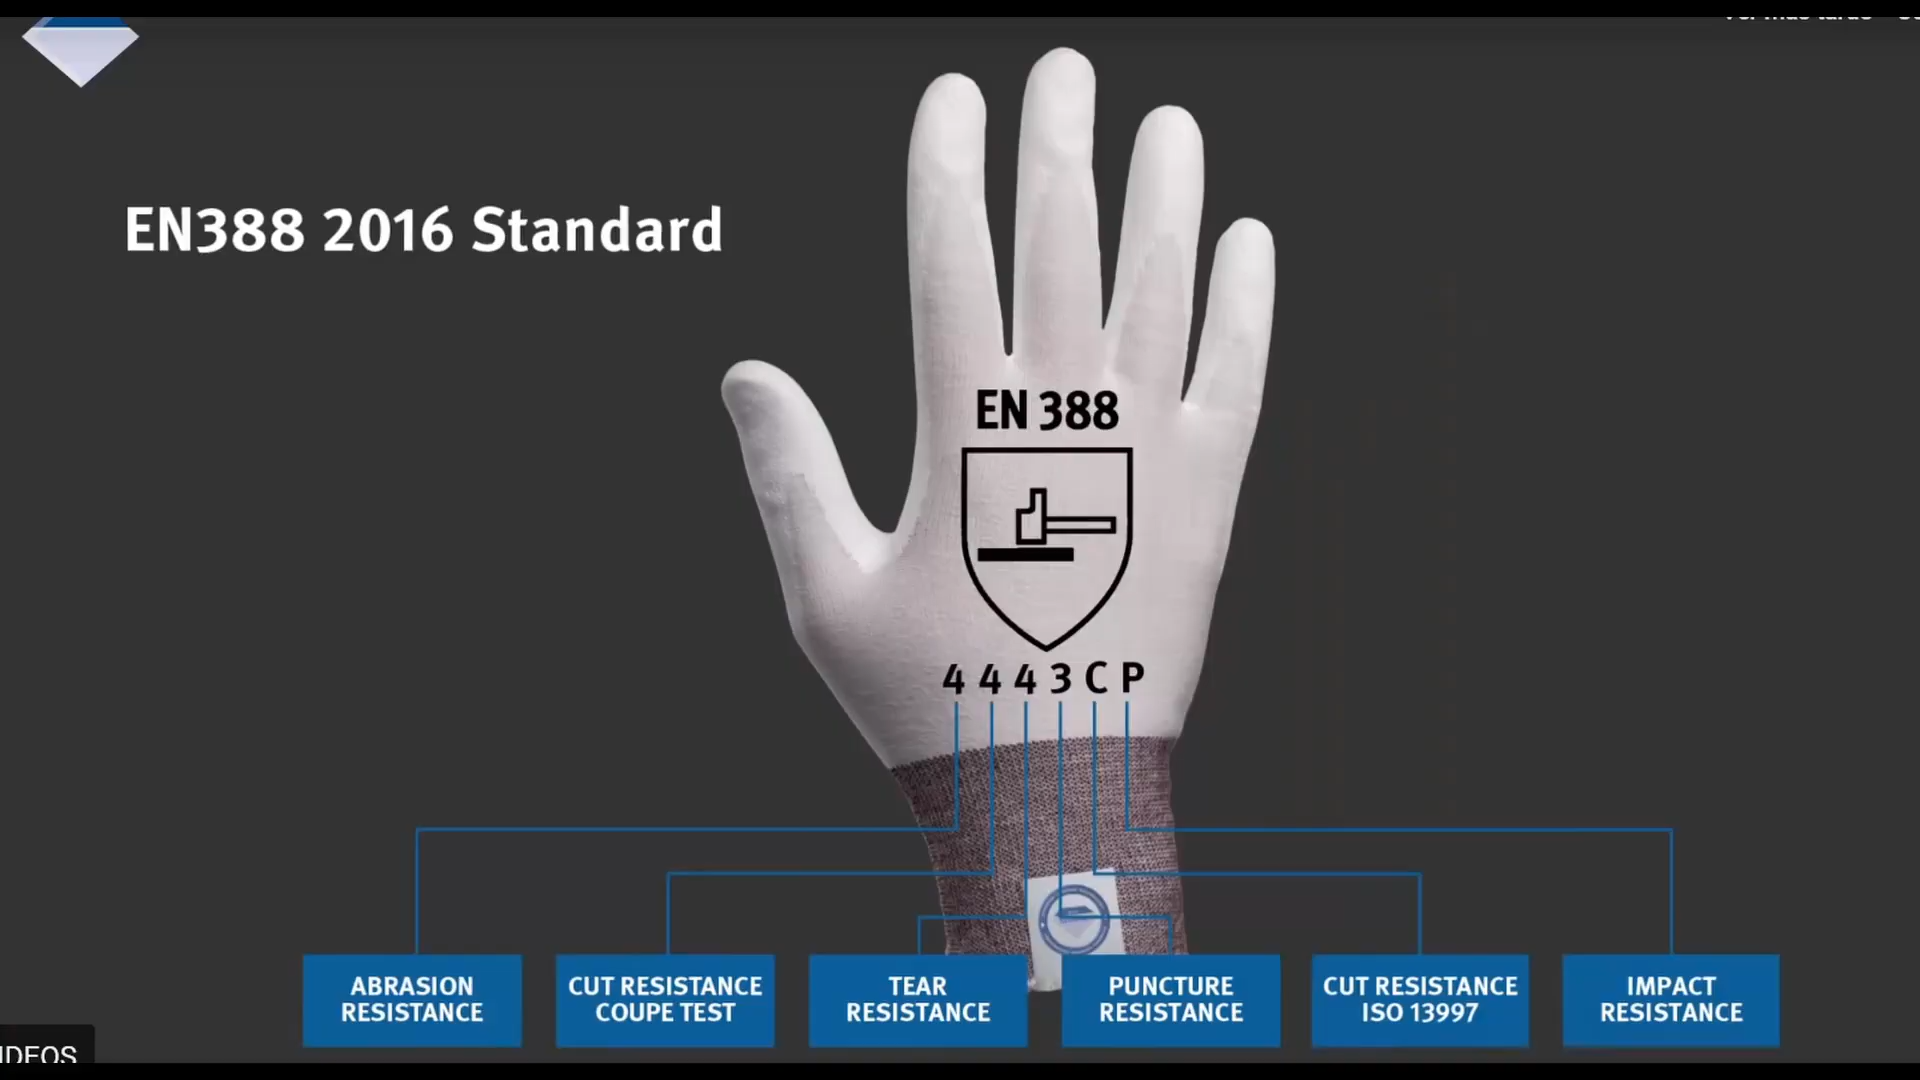 EN388 2016 Standard
EN 388
4 4 4 3 C P
ABRASION
RESISTANCE
CUT RESISTANCE
COUPE TEST
TEAR
RESISTANCE
PUNCTURE
RESISTANCE
CUT RESISTANCE
ISO 13997
IMPACT
RESISTANCE
IDEOS